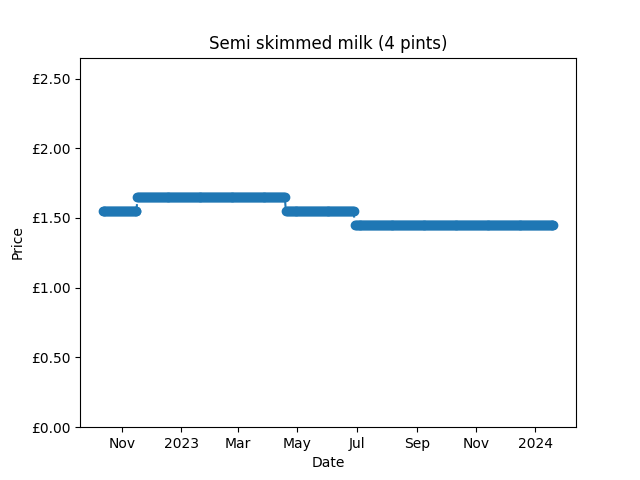 Semi skimmed milk (4 pints)
£2.50
£2.00
£1.50
£1.00
£0.50
£0.00
Price
Nov 2023 Mar May Jul Sep Nov 2024
Date